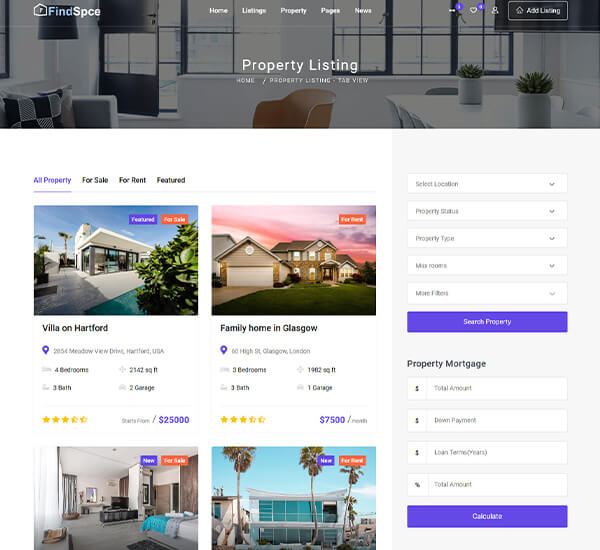 FindSpce
Home Listings Property Pages News
Add Listing
Property Listing
HOME / PROPERTY LISTING - TAB VIEW
All Property For Sale For Rent Featured
Featured For Sale
Villa on Hartford
2854 Meadow View Drive, Hartford, USA
4 Bedrooms 2142 sq ft
3 Bath 2 Garage
Starts From / $25000
For Rent
Family home in Glasgow
60 High St, Glasgow, London
3 Bedrooms 1982 sq ft
3 Bath 1 Garage
$7500 /month
New For Sale
New For Rent
Select Location
Property Status
Property Type
Max rooms
More Filters
Search Property
Property Mortgage
$ Total Amount
$ Down Payment
$ Loan Terms(Years)
% Total Amount
Calculate